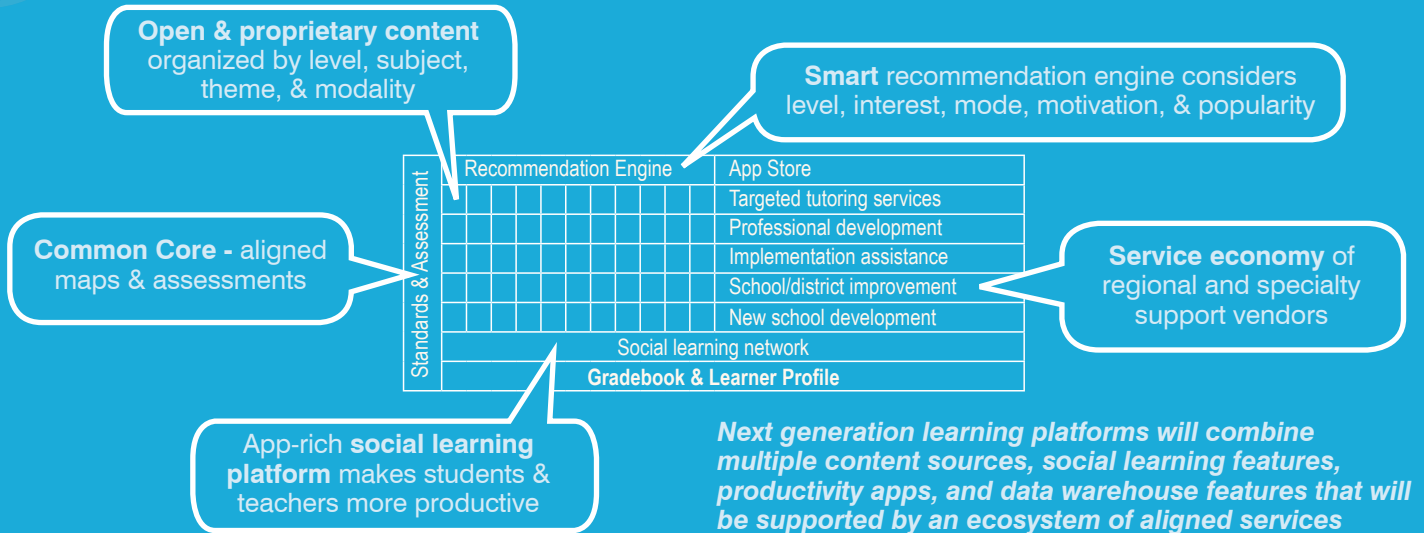 Open & proprietary content
organized by level, subject,
theme, & modality
Smart recommendation engine considers
level, interest, mode, motivation, & popularity
Common Core - aligned
maps & assessments
Standards & Assessment
Recommendation Engine
App Store
Targeted tutoring services
Professional development
Implementation assistance
School/district improvement
New school development
Social learning network
Gradebook & Learner Profile
Service economy of
regional and specialty
support vendors
App-rich social learning
platform makes students &
teachers more productive
Next generation learning platforms will combine
multiple content sources, social learning features,
productivity apps, and data warehouse features that will
be supported by an ecosystem of aligned services